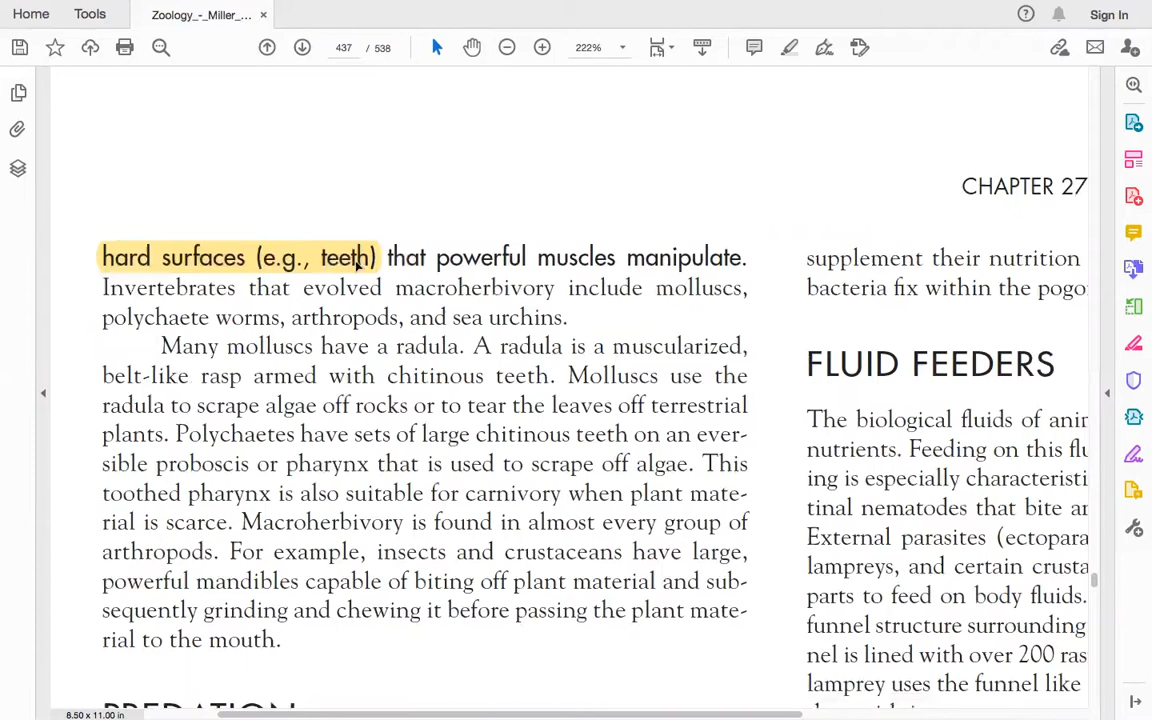 Home Tools Zoology_-_Miller_... × Sign In
437 / 538 222%
CHAPTER 27
hard surfaces (e.g., teeth) that powerful muscles manipulate.
Invertebrates that evolved macroherbivory include molluscs,
polychaete worms, arthropods, and sea urchins.
Many molluscs have a radula. A radula is a muscularized,
belt-like rasp armed with chitinous teeth. Molluscs use the
radula to scrape algae off rocks or to tear the leaves off terrestrial
plants. Polychaetes have sets of large chitinous teeth on an ever-
sible proboscis or pharynx that is used to scrape off algae. This
toothed pharynx is also suitable for carnivory when plant mate-
rial is scarce. Macroherbivory is found in almost every group of
arthropods. For example, insects and crustaceans have large,
powerful mandibles capable of biting off plant material and sub-
sequently grinding and chewing it before passing the plant mate-
rial to the mouth.
PREDATION
supplement their nutrition
bacteria fix within the pogo
FLUID FEEDERS
The biological fluids of ani
nutrients. Feeding on this flu
ing is especially characteristi
tinal nematodes that bite an
External parasites (ectopara
lampreys, and certain crusta
parts to feed on body fluids.
funnel structure surrounding
nel is lined with over 200 ras
lamprey uses the funnel like
8.50 x 11.00 in